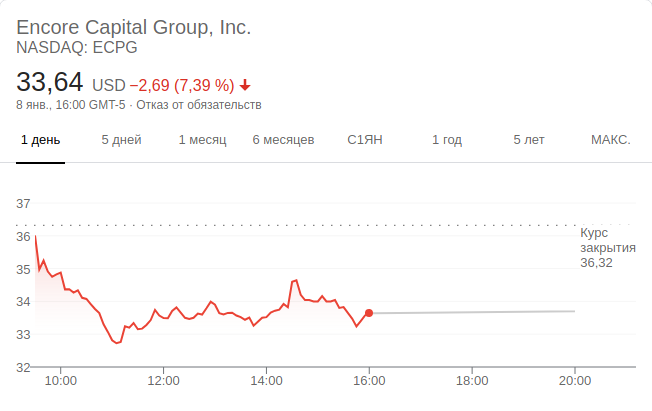 Encore Capital Group, Inc.
NASDAQ: ECPG
33,64 USD −2,69 (7,39 %)
8 янв., 16:00 GMT-5 · Отказ от обязательств
1 день 5 дней 1 месяц 6 месяцев С1ЯН 1 год 5 лет МАКС.
37
36
35
34
33
32
Курс
закрытия
36,32
10:00 12:00 14:00 16:00 18:00 20:00